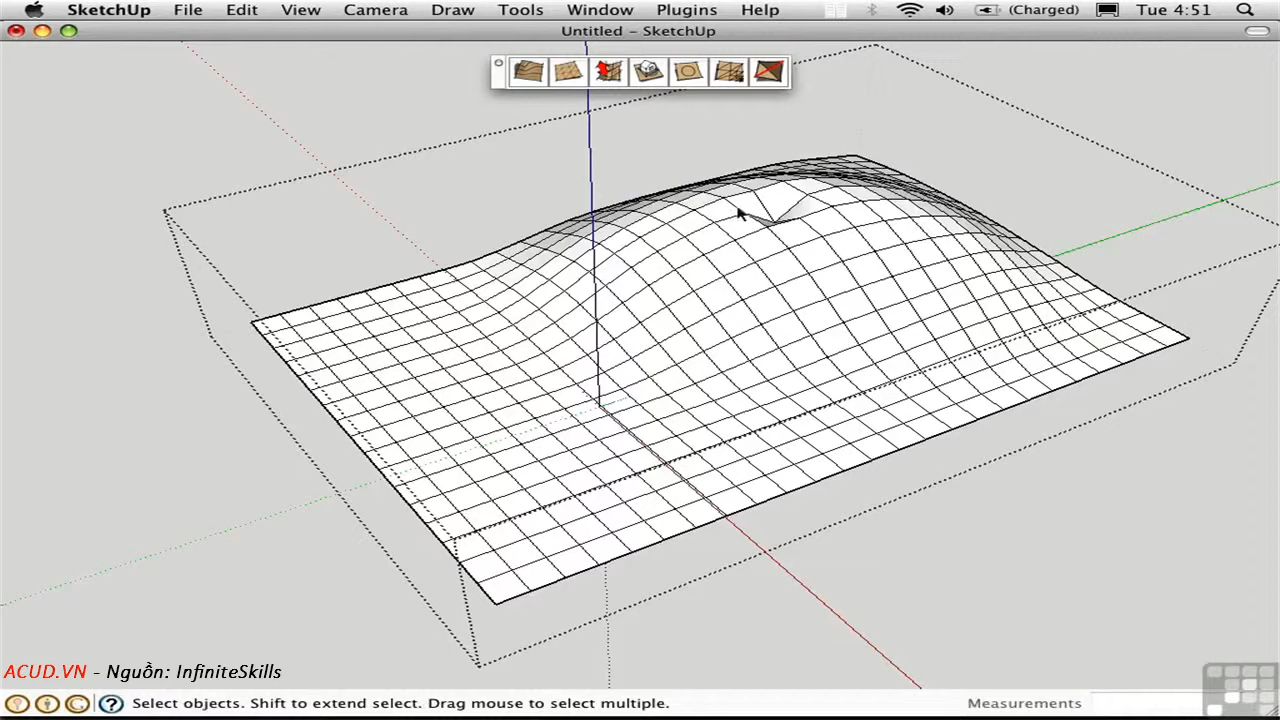 SketchUp File Edit View Camera Draw Tools Window Plugins Help (Charged) Tue 4:51
Untitled – SketchUp
ACUD.VN - Nguồn: InfiniteSkills
Select objects. Shift to extend select. Drag mouse to select multiple. Measurements